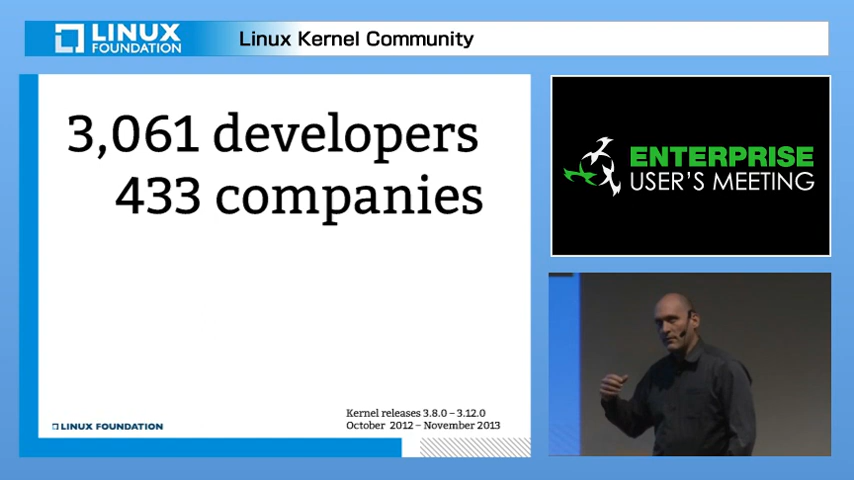 LINUX
FOUNDATION
Linux Kernel Community
3,061 developers
433 companies
Kernel releases 3.8.0 – 3.12.0
October 2012 – November 2013
LINUX FOUNDATION
ENTERPRISE
USER'S MEETING